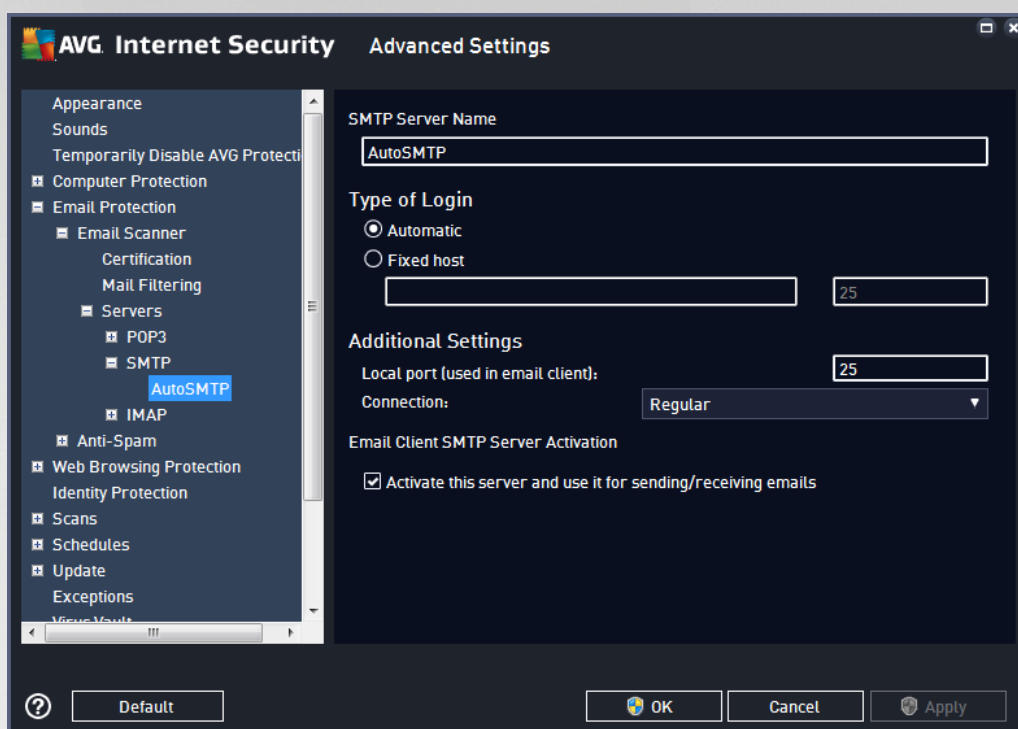 AVG. Internet Security Advanced Settings
Appearance
Sounds
Temporarily Disable AVG Protecti
Computer Protection
Email Protection
Email Scanner
Certification
Mail Filtering
Servers
POP3
SMTP
AutoSMTP
IMAP
Anti-Spam
Web Browsing Protection
Identity Protection
Scans
Schedules
Update
Exceptions
Virus Vault
SMTP Server Name
AutoSMTP
Type of Login
Automatic
Fixed host
25
Additional Settings
Local port (used in email client): 25
Connection: Regular
Email Client SMTP Server Activation
Activate this server and use it for sending/receiving emails
Default OK Cancel Apply